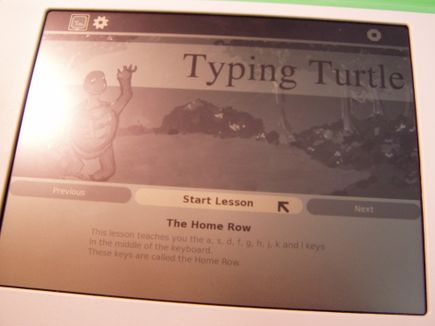 Typing Turtle
Previous
Start Lesson
Next
The Home Row
This lesson teaches you the a, s, d, f, g, h, j, k and l keys
in the middle of the keyboard.
These keys are called the Home Row.